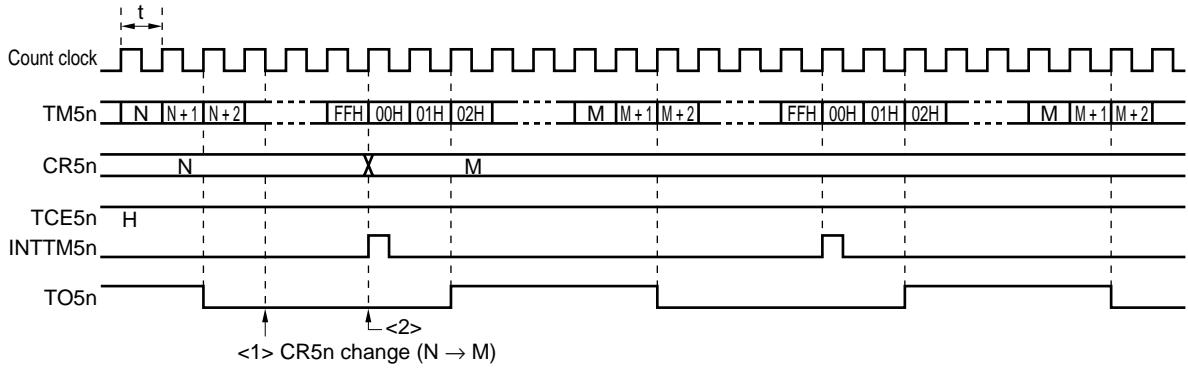 t
Count clock
TM5n N N + 1 N + 2 FFH 00H 01H 02H M M + 1 M + 2 FFH 00H 01H 02H M M + 1 M + 2
CR5n N M
TCE5n H
INTTM5n
TO5n
<2>
<1> CR5n change (N → M)